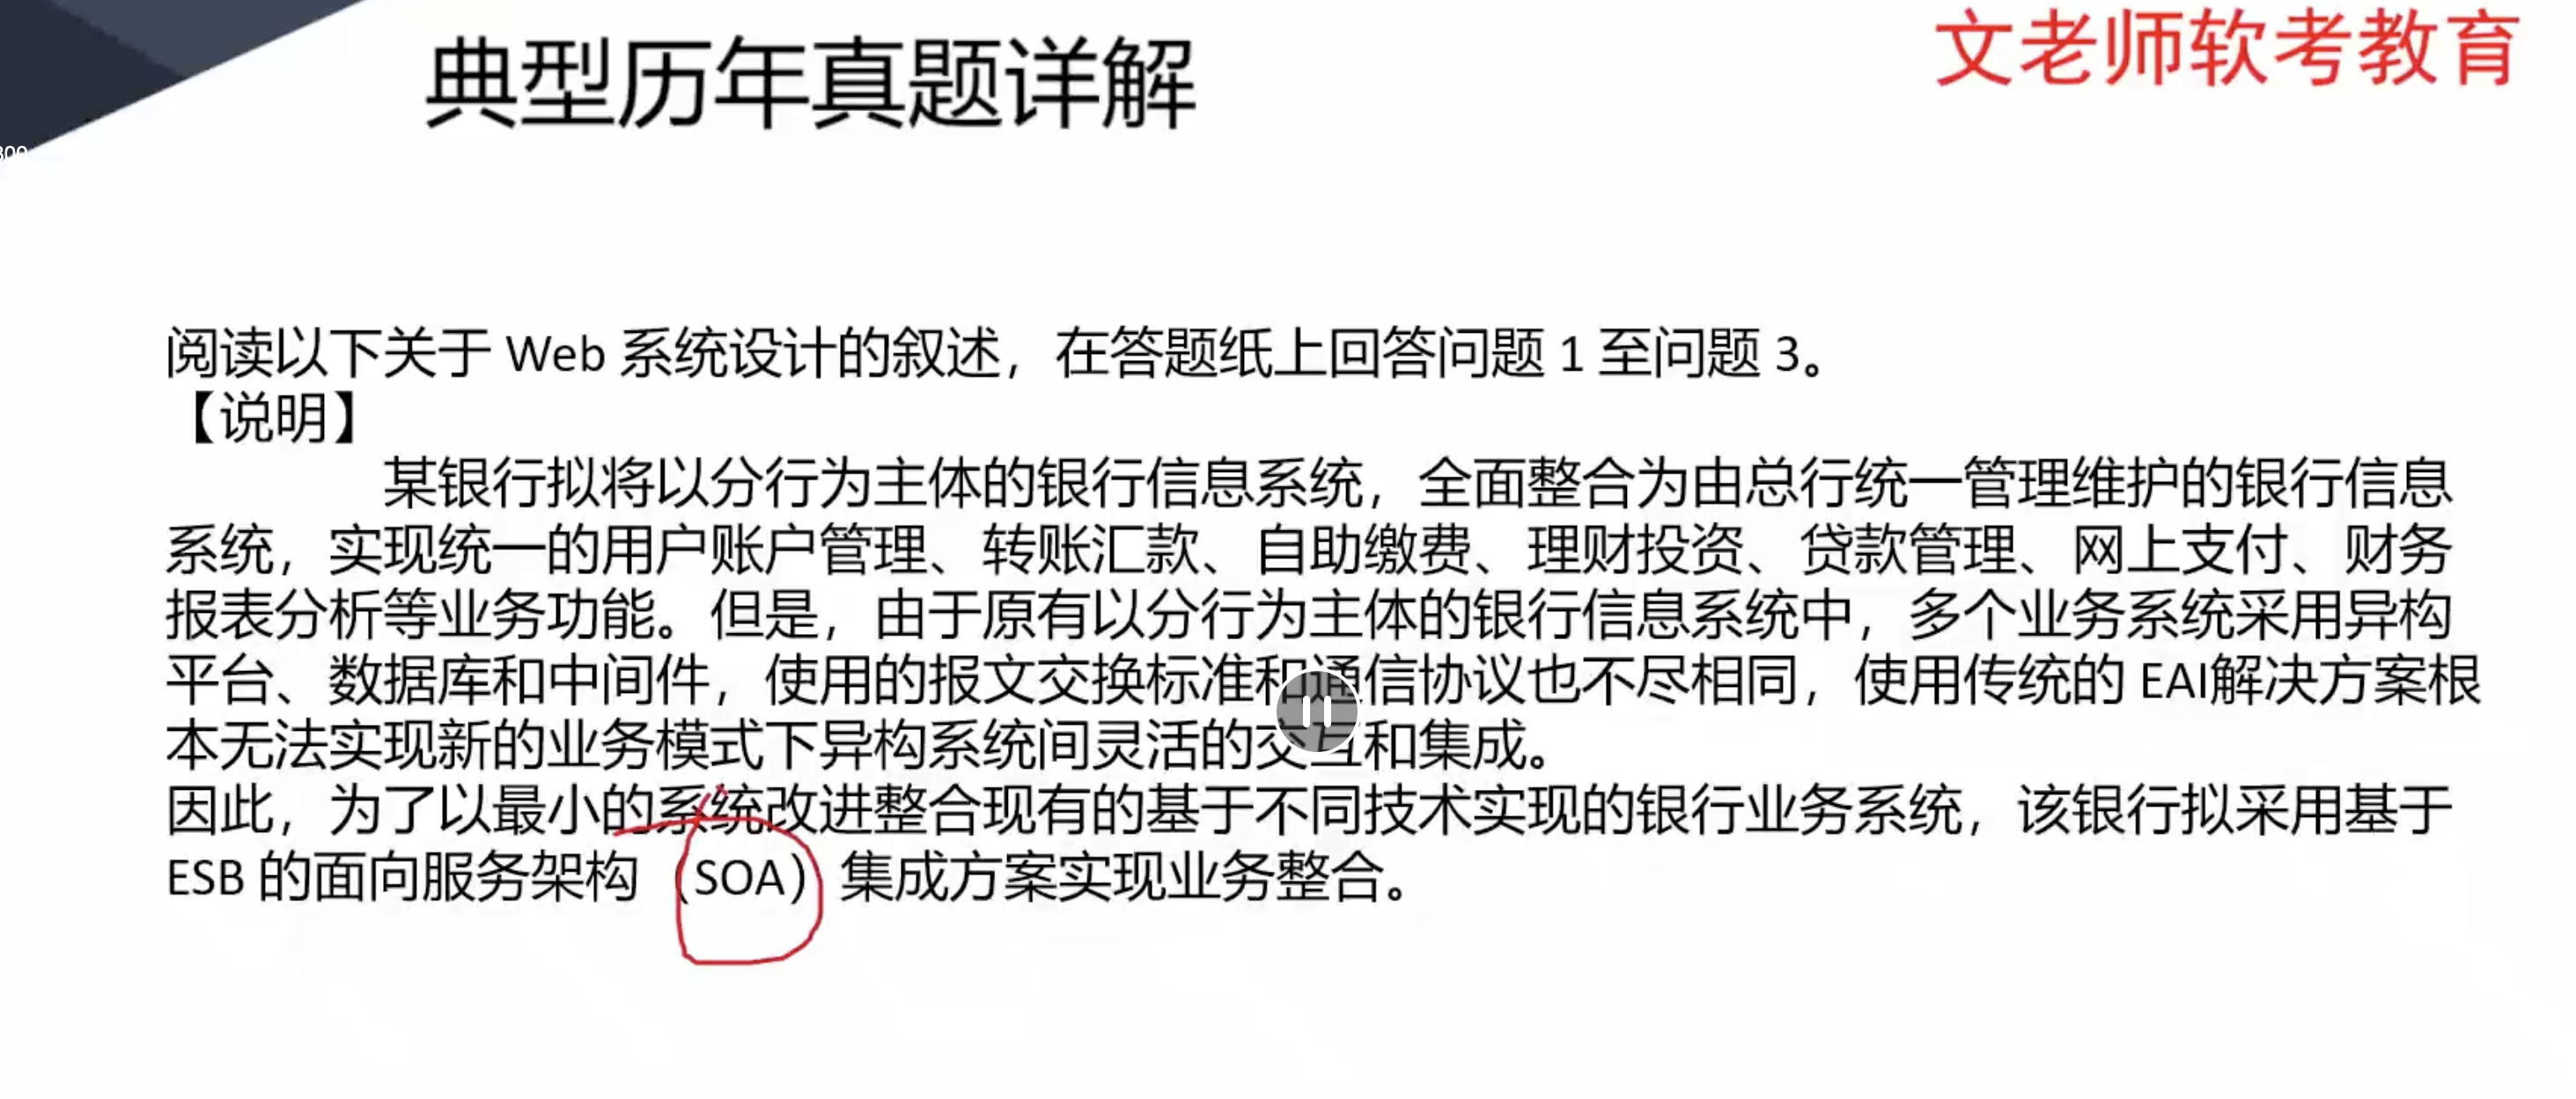 典型历年真题详解
文老师软考教育
300
阅读以下关于 Web 系统设计的叙述，在答题纸上回答问题 1 至问题 3。
【说明】
某银行拟将以分行为主体的银行信息系统，全面整合为由总行统一管理维护的银行信息
系统，实现统一的用户账户管理、转账汇款、自助缴费、理财投资、贷款管理、网上支付、财务
报表分析等业务功能。但是，由于原有以分行为主体的银行信息系统中，多个业务系统采用异构
平台、数据库和中间件，使用的报文交换标准和通信协议也不尽相同，使用传统的 EAI解决方案根
本无法实现新的业务模式下异构系统间灵活的交互和集成。
因此，为了以最小的系统改进整合现有的基于不同技术实现的银行业务系统，该银行拟采用基于
ESB 的面向服务架构（SOA）集成方案实现业务整合。